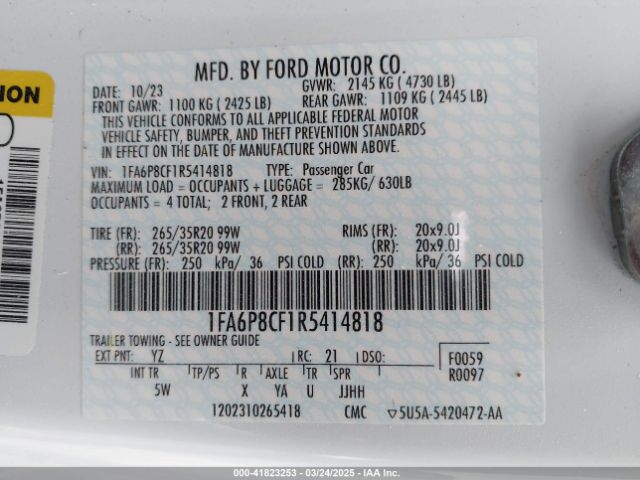 NION
MFD. BY FORD MOTOR CO.
DATE: 10/23 GVWR: 2145 KG ( 4730 LB)
FRONT GAWR: 1100 KG ( 2425 LB) REAR GAWR: 1109 KG ( 2445 LB)
THIS VEHICLE CONFORMS TO ALL APPLICABLE FEDERAL MOTOR
VEHICLE SAFETY, BUMPER, AND THEFT PREVENTION STANDARDS
IN EFFECT ON THE DATE OF MANUFACTURE SHOWN ABOVE.
VIN: 1FA6P8CF1R5414818 TYPE: Passenger Car
MAXIMUM LOAD = OCCUPANTS + LUGGAGE = 285KG/ 630LB
OCCUPANTS = 4 TOTAL; 2 FRONT, 2 REAR
TIRE (FR): 265/35R20 99W RIMS (FR): 20x9.0J
(RR): 265/35R20 99W (RR): 20x9.0J
PRESSURE (FR): 250 kPa/ 36 PSI COLD (RR): 250 kPa/ 36 PSI COLD
1FA6P8CF1R5414818
TRAILER TOWING - SEE OWNER GUIDE
EXT PNT: YZ RC: 21 DSO: F0059
INT TR TP/PS R AXLE TR SPR R0097
5W X YA U JJHH
1202310265418 CMC ▽5U5A-5420472-AA
000-41823253 - 03/24/2025 - IAA Inc.